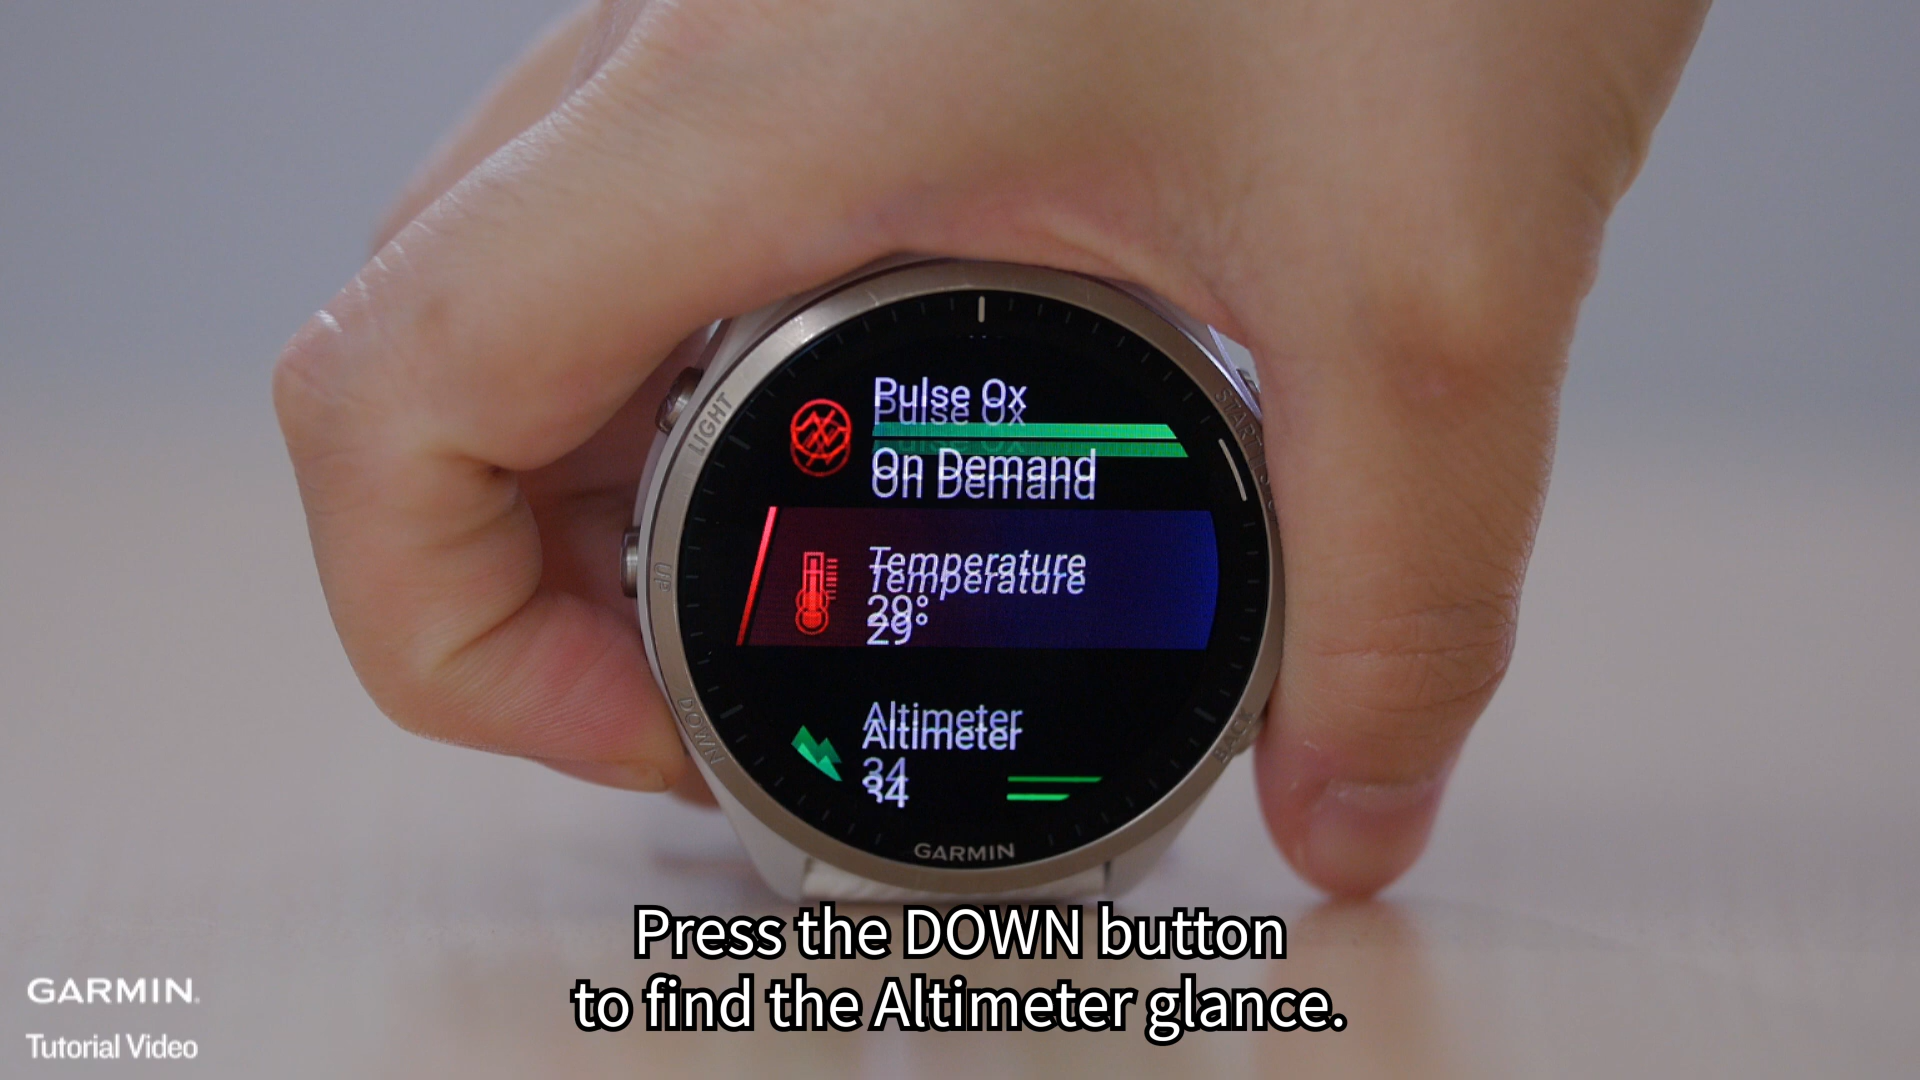 Pulse Ox
On Demand
Temperature
29°
Altimeter
34
LIGHT
UP
DOWN
START
BACK
GARMIN
Press the DOWN button
to find the Altimeter glance.
GARMIN.
Tutorial Video